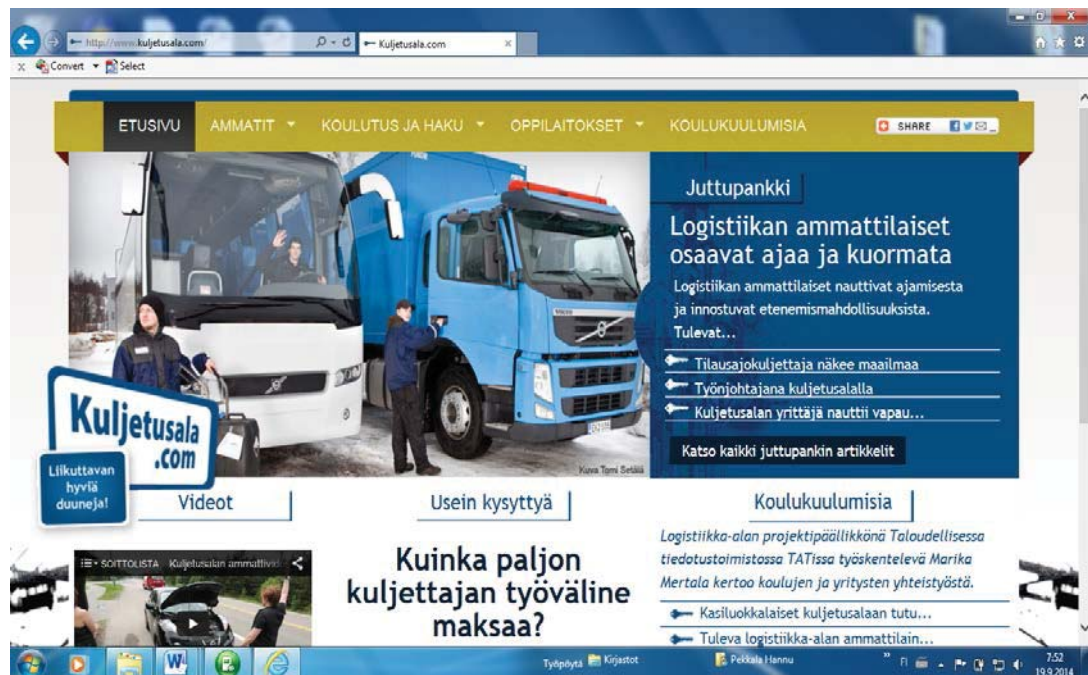 http://www.kuljetusala.com/
Kuljetusala.com
x Convert Select
ETUSIVU AMMATIT KOULUTUS JA HAKU OPPILAITOKSET KOULUKUULUMISIA SHARE
Juttupankki
Logistiikan ammattilaiset
osaavat ajaa ja kuormata
Logistiikan ammattilaiset nauttivat ajamisesta
ja innostuvat etenemismahdollisuuksista.
Tulevat...
Tilausajokuljettaja näkee maailmaa
Työnjohtajana kuljetusalalla
Kuljetusalan yrittäjä nauttii vapau...
Katso kaikki juttupankin artikkelit
VOLVO
Kuva Tomi Setälä
Kuljetusala
.com
Liikuttavan
hyviä
duuneja!
Videot
SOITTOLISTA Kuljetusalan ammattivid
Usein kysyttyä
Kuinka paljon
kuljettajan työväline
maksaa?
Koulukuulumisia
Logistiikka-alan projektipäällikkönä Taloudellisessa
tiedotustoimistossa TATissa työskentelevä Marika
Mertala kertoo koulujen ja yritysten yhteistyöstä.
Kasiluokkalaiset kuljetusalaan tutu...
Tuleva logistiikka-alan ammattilain...
Työpöytä Kirjastot Pekkala Hannu FI 7:52
19.9.2014